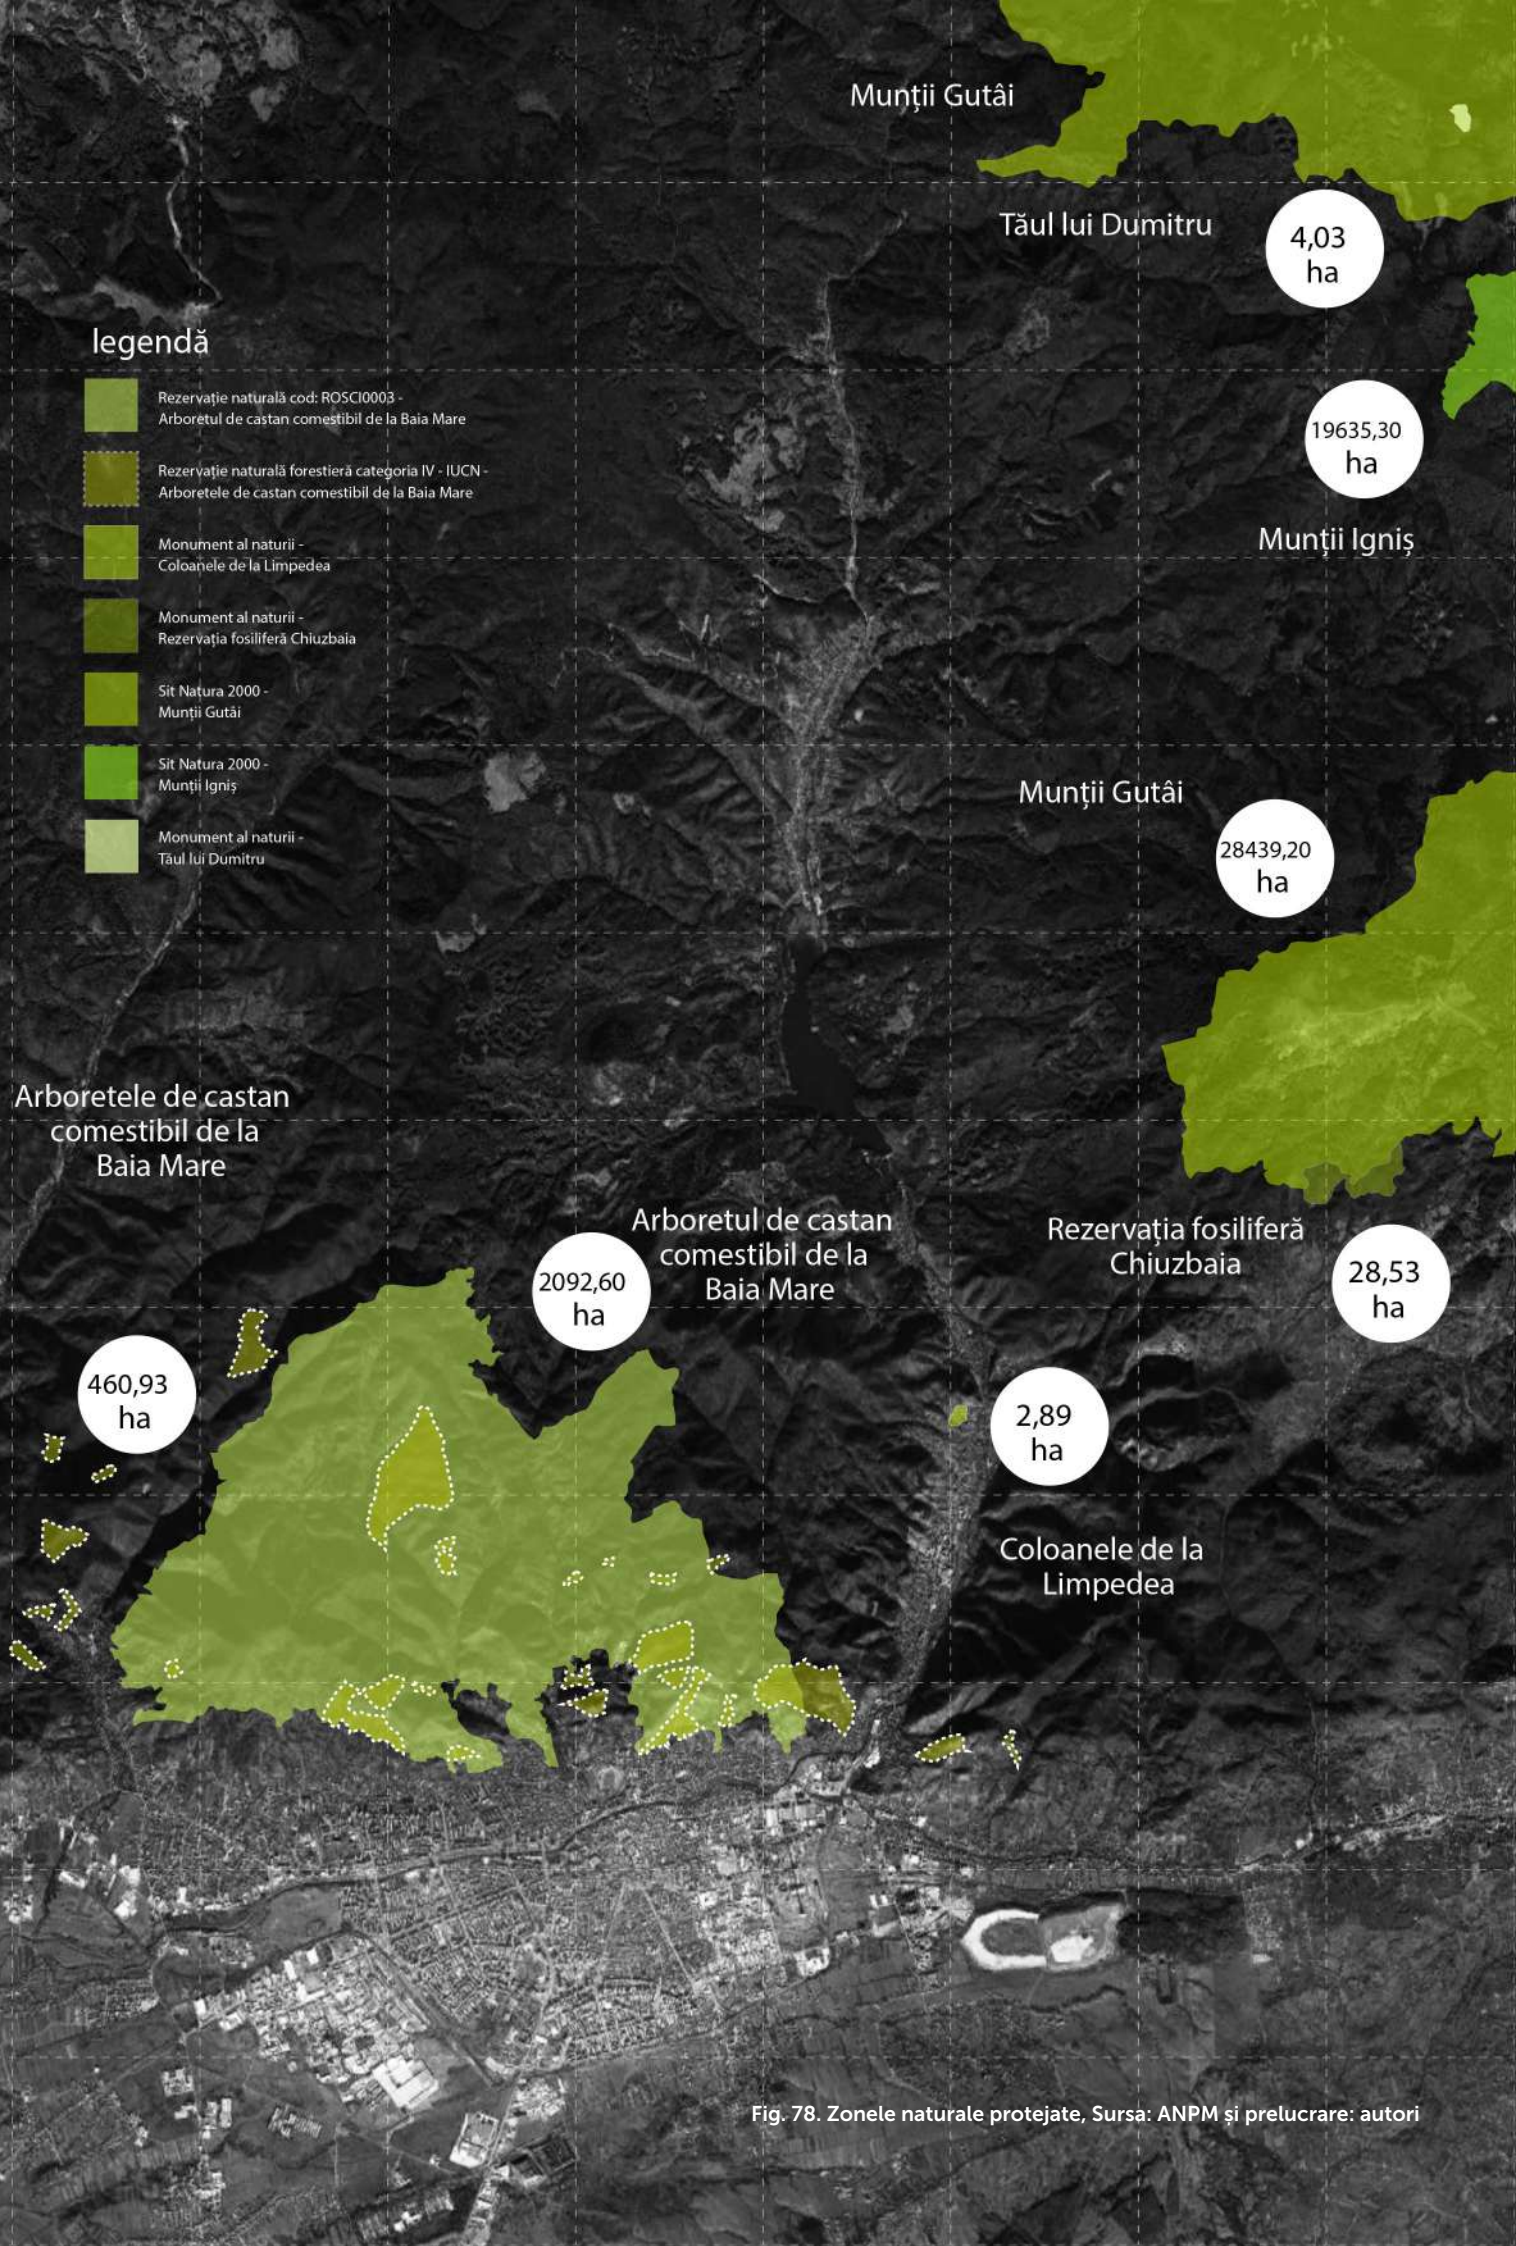 Munții Gutâi
Tăul lui Dumitru
4,03
ha
legendă
Rezervație naturală cod: ROSCI0003 -
Arboretul de castan comestibil de la Baia Mare
Rezervație naturală forestieră categoria IV - IUCN -
Arboretele de castan comestibil de la Baia Mare
Monument al naturii -
Coloanele de la Limpedea
Monument al naturii -
Rezervația fosiliferă Chiuzbaia
Sit Natura 2000 -
Munții Gutâi
Sit Natura 2000 -
Munții Igniș
Monument al naturii -
Tăul lui Dumitru
19635,30
ha
Munții Igniș
Munții Gutâi
28439,20
ha
Arboretele de castan
comestibil de la
Baia Mare
460,93
ha
Arboretul de castan
comestibil de la
Baia Mare
2092,60
ha
Rezervația fosiliferă
Chiuzbaia
28,53
ha
2,89
ha
Coloanele de la
Limpedea
Fig. 78. Zonele naturale protejate, Sursa: ANPM și prelucrare: autori